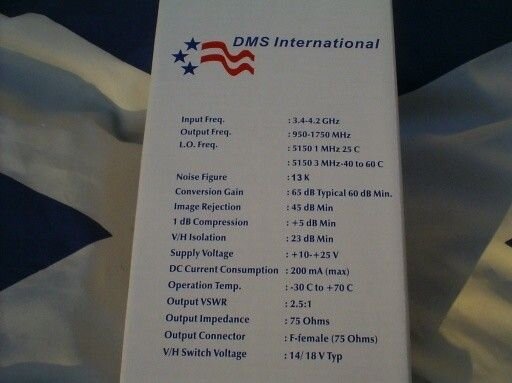 DMS International
Input Freq. : 3.4-4.2 GHz
Output Freq. : 950-1750 MHz
L.O. Freq. : 5150 1 MHz 25 C
: 5150 3 MHz-40 to 60 C
Noise Figure : 13 K
Conversion Gain : 65 dB Typical 60 dB Min.
Image Rejection : 45 dB Min
1 dB Compression : +5 dB Min
V/H Isolation : 23 dB Min
Supply Voltage : +10-+25 V
DC Current Consumption : 200 mA (max)
Operation Temp. : -30 C to +70 C
Output VSWR : 2.5:1
Output Impedance : 75 Ohms
Output Connector : F-female (75 Ohms)
V/H Switch Voltage : 14/ 18 V Typ